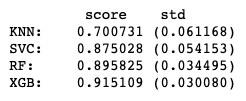 score std
KNN: 0.700731 (0.061168)
SVC: 0.875028 (0.054153)
RF: 0.895825 (0.034495)
XGB: 0.915109 (0.030080)